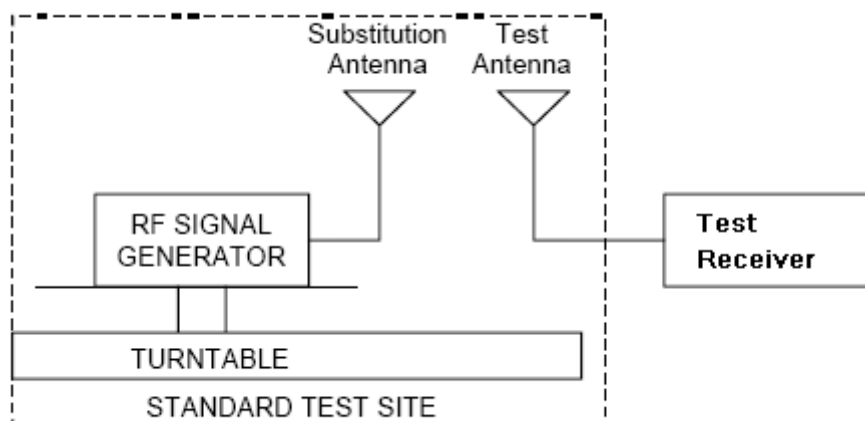 Substitution
Antenna
Test
Antenna
RF SIGNAL
GENERATOR
Test
Receiver
TURNTABLE
STANDARD TEST SITE